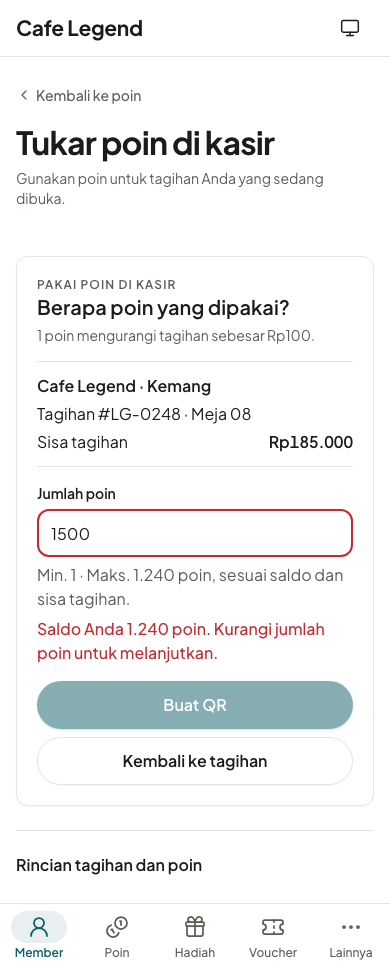 Cafe Legend
Kembali ke poin
Tukar poin di kasir
Gunakan poin untuk tagihan Anda yang sedang
dibuka.
PAKAI POIN DI KASIR
Berapa poin yang dipakai?
1 poin mengurangi tagihan sebesar Rp100.
Cafe Legend · Kemang
Tagihan #LG-0248 · Meja 08
Sisa tagihan Rp185.000
Jumlah poin
1500
Min. 1 · Maks. 1.240 poin, sesuai saldo dan
sisa tagihan.
Saldo Anda 1.240 poin. Kurangi jumlah
poin untuk melanjutkan.
Buat QR
Kembali ke tagihan
Rincian tagihan dan poin
Member Poin Hadiah Voucher Lainnya